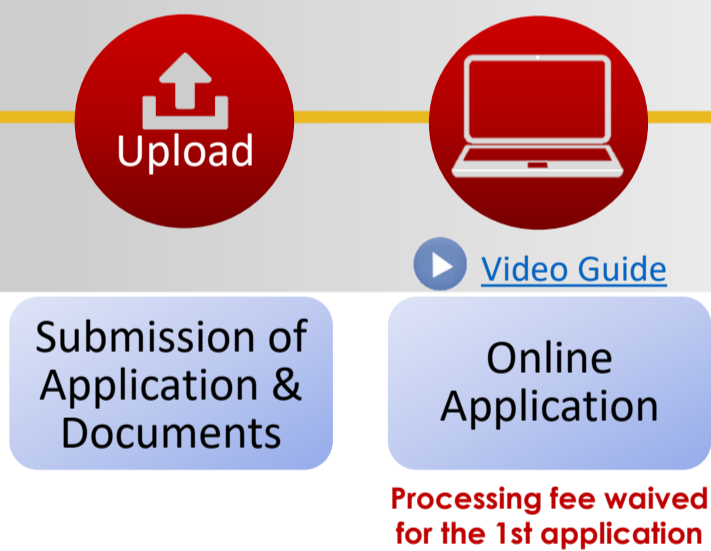 Upload
Video Guide
Submission of
Application &
Documents
Online
Application
Processing fee waived
for the 1st application